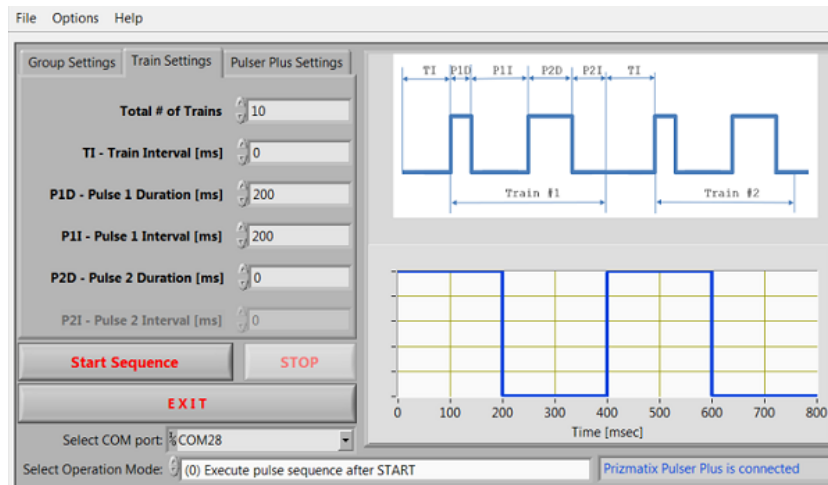 File Options Help
Group Settings Train Settings Pulser Plus Settings
Total # of Trains 10
TI - Train Interval [ms] 0
P1D - Pulse 1 Duration [ms] 200
P1I - Pulse 1 Interval [ms] 200
P2D - Pulse 2 Duration [ms] 0
P2I - Pulse 2 Interval [ms] 0
Start Sequence STOP
EXIT
Select COM port: COM28
Select Operation Mode: (0) Execute pulse sequence after START
TI P1D P1I P2D P2I TI
Train #1 Train #2
0 100 200 300 400 500 600 700 800
Time [msec]
Prizmatix Pulser Plus is connected